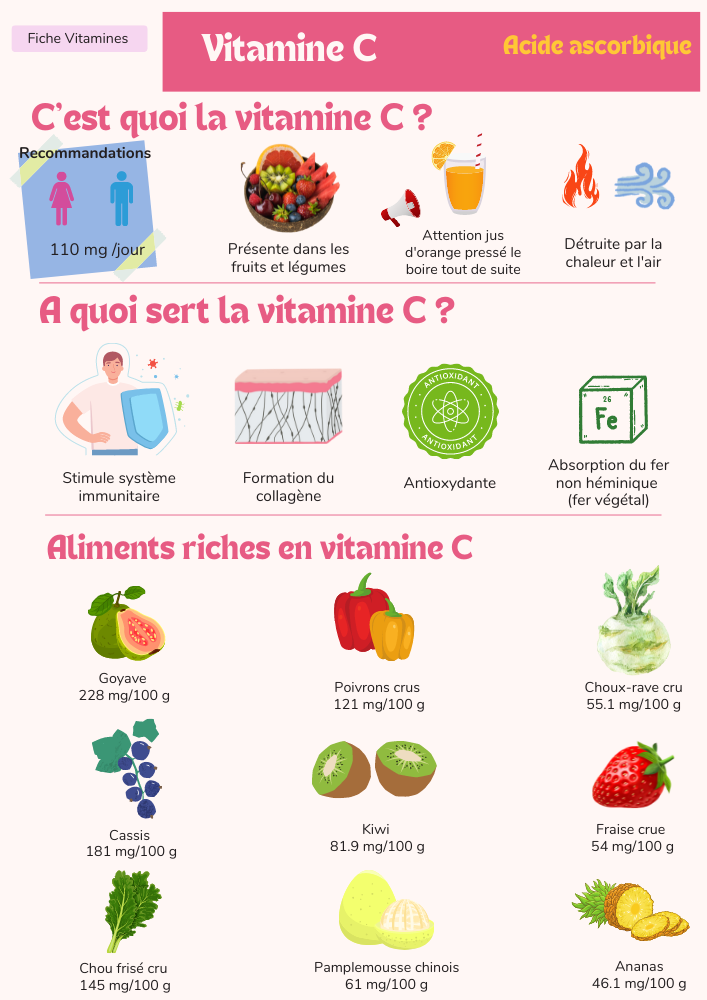 Fiche Vitamines
Vitamine C
Acide ascorbique
C'est quoi la vitamine C ?
Recommandations
110 mg /jour
Présente dans les
fruits et légumes
Attention jus
d'orange pressé le
boire tout de suite
Détruite par la
chaleur et l'air
A quoi sert la vitamine C ?
Stimule système
immunitaire
Formation du
collagène
ANTIOXIDANT
ANTIOXIDANT
Antioxydante
26
Fe
Absorption du fer
non héminique
(fer végétal)
Aliments riches en vitamine C
Goyave
228 mg/100 g
Poivrons crus
121 mg/100 g
Choux-rave cru
55.1 mg/100 g
Cassis
181 mg/100 g
Kiwi
81.9 mg/100 g
Fraise crue
54 mg/100 g
Chou frisé cru
145 mg/100 g
Pamplemousse chinois
61 mg/100 g
Ananas
46.1 mg/100 g